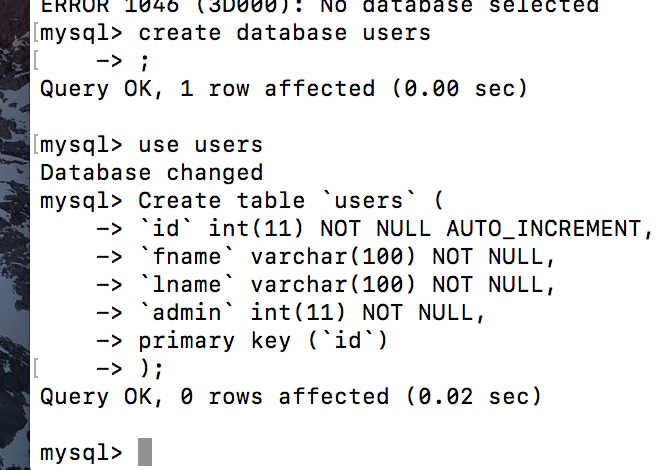 ERROR 1046 (3D000): No database selected
[mysql> create database users
[    -> ;
Query OK, 1 row affected (0.00 sec)
[mysql> use users
Database changed
mysql> Create table `users` (
    -> `id` int(11) NOT NULL AUTO_INCREMENT,
    -> `fname` varchar(100) NOT NULL,
    -> `lname` varchar(100) NOT NULL,
    -> `admin` int(11) NOT NULL,
    -> primary key (`id`)
[    -> );
Query OK, 0 rows affected (0.02 sec)
mysql>